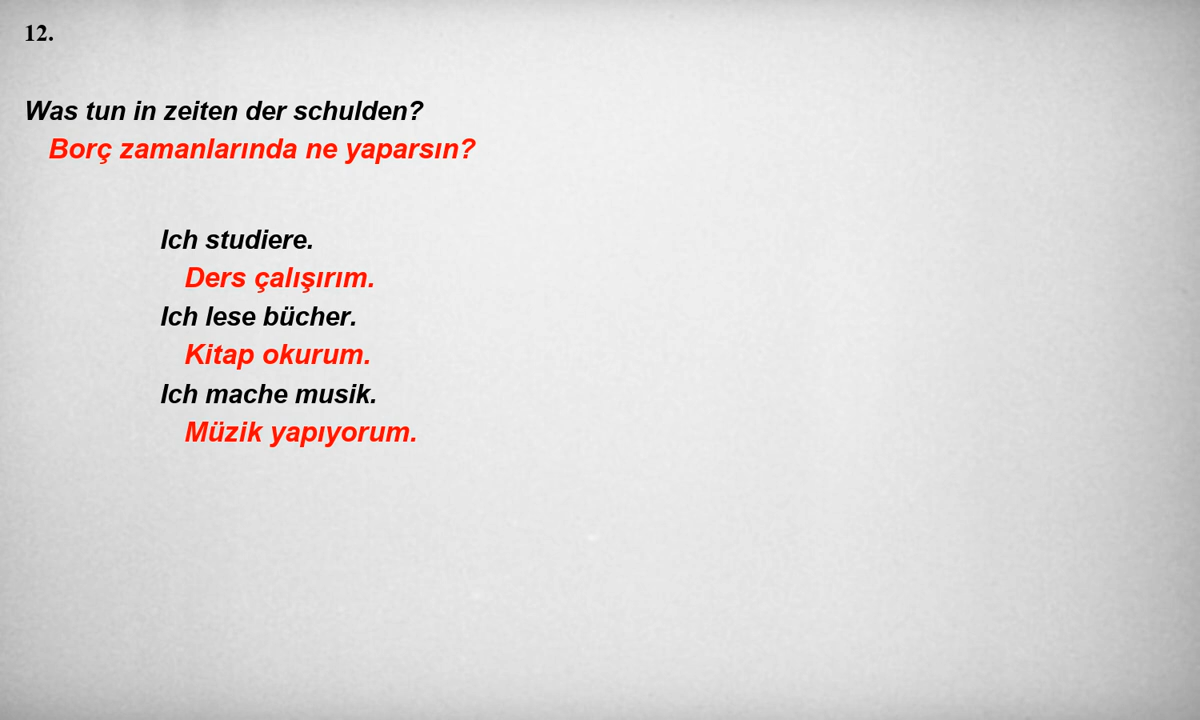 12.
Was tun in zeiten der schulden?
Borç zamanlarında ne yaparsın?
Ich studiere.
Ders çalışırım.
Ich lese bücher.
Kitap okurum.
Ich mache musik.
Müzik yapıyorum.